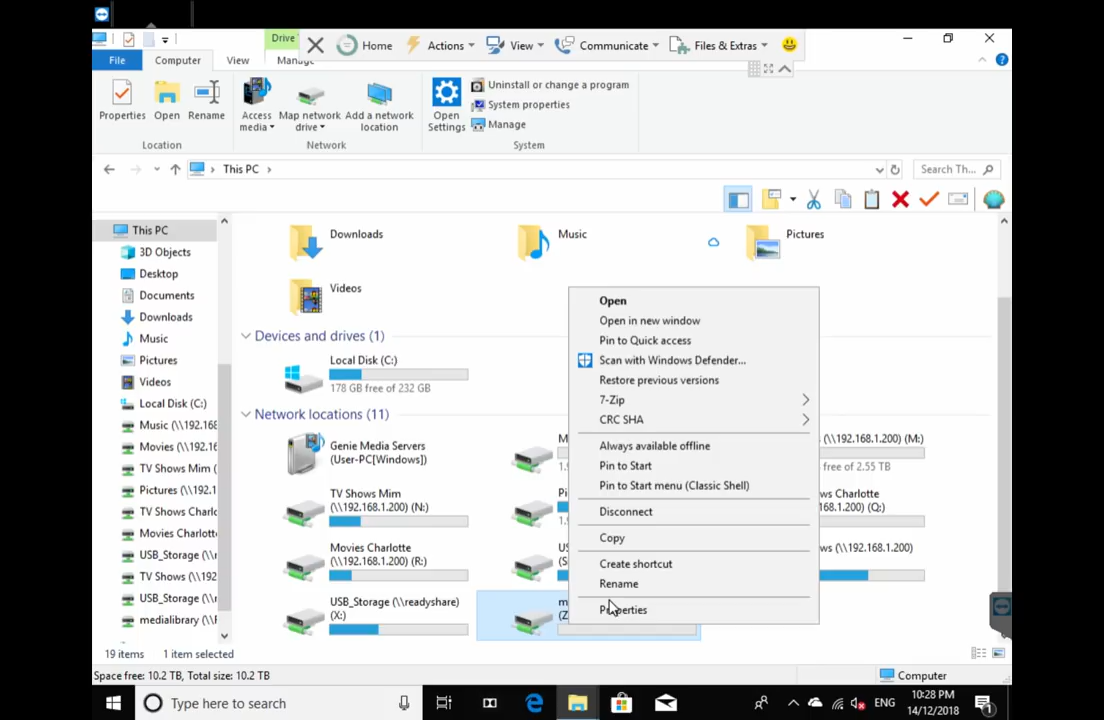 Drive
Home
Actions
View
Communicate
Files & Extras
File
Computer
View
Properties
Open
Rename
Access media
Map network drive
Add a network location
Open Settings
Uninstall or change a program
System properties
Manage
Location
Network
System
This PC
Search Th...
This PC
3D Objects
Desktop
Documents
Downloads
Music
Pictures
Videos
Local Disk (C:)
Music (\\192.168
Movies (\\192.16
TV Shows Mim (
Pictures (\\192.1
TV Shows Charlo
Movies Charlotte
USB_Storage (\\r
TV Shows (\\192
USB_Storage (\\r
medialibrary (\\
Downloads
Music
Pictures
Videos
Devices and drives (1)
Local Disk (C:)
178 GB free of 232 GB
Network locations (11)
Genie Media Servers
(User-PC[Windows])
TV Shows Mim
(\\192.168.1.200) (N:)
Movies Charlotte
(\\192.168.1.200) (R:)
USB_Storage (\\readyshare)
(X:)
(\\192.168.1.200) (M:)
free of 2.55 TB
ws Charlotte
8.1.200) (Q:)
ws (\\192.168.1.200)
Open
Open in new window
Pin to Quick access
Scan with Windows Defender...
Restore previous versions
7-Zip
CRC SHA
Always available offline
Pin to Start
Pin to Start menu (Classic Shell)
Disconnect
Copy
Create shortcut
Rename
Properties
19 items
1 item selected
Space free: 10.2 TB, Total size: 10.2 TB
Computer
Type here to search
ENG
10:28 PM
14/12/2018
1